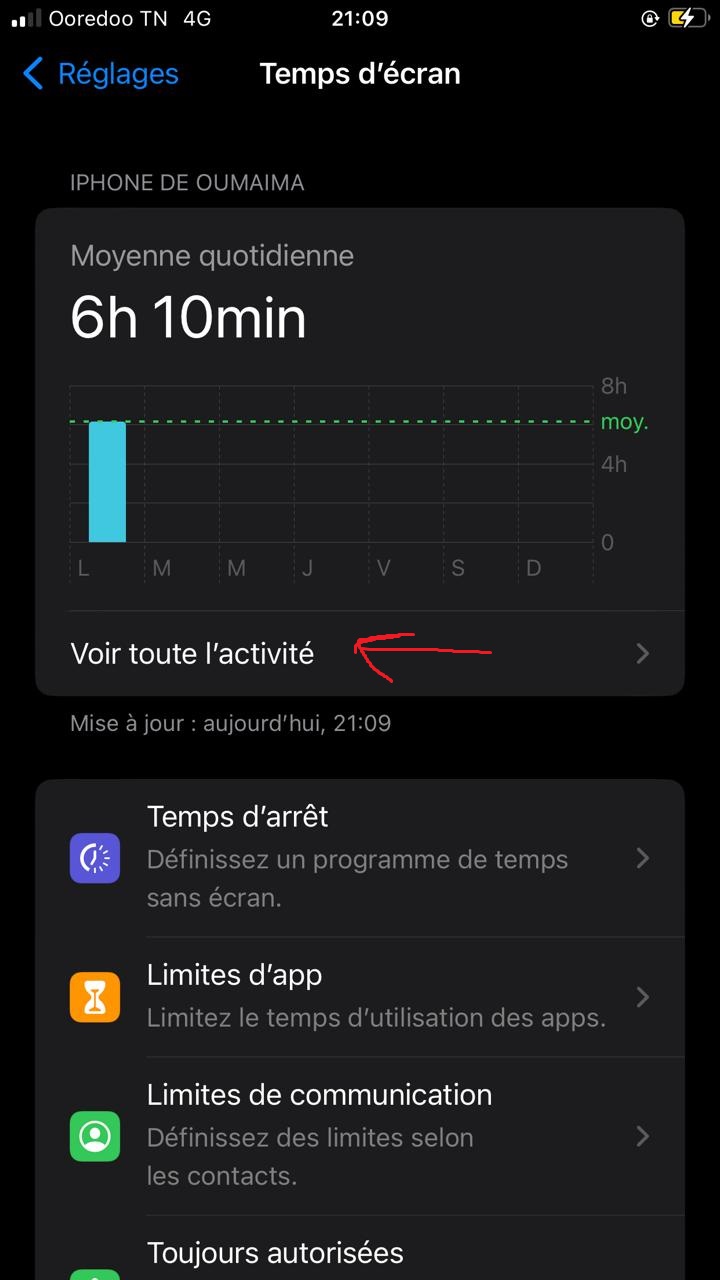 Ooredoo TN 4G 21:09
Réglages Temps d’écran
IPHONE DE OUMAIMA
Moyenne quotidienne
6h 10min
8h
moy.
4h
0
L M M J V S D
Voir toute l’activité
Mise à jour : aujourd’hui, 21:09
Temps d’arrêt
Définissez un programme de temps
sans écran.
Limites d’app
Limitez le temps d’utilisation des apps.
Limites de communication
Définissez des limites selon
les contacts.
Toujours autorisées